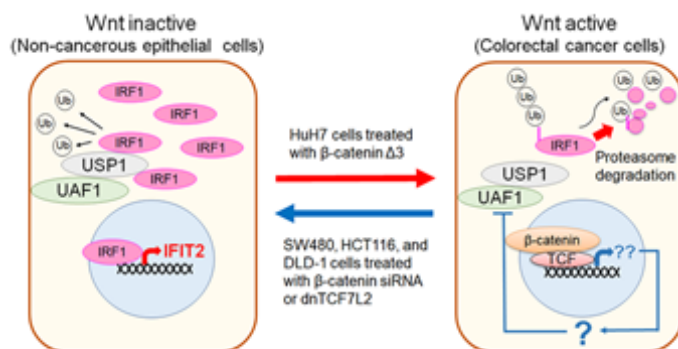 Wnt inactive
(Non-cancerous epithelial cells)
Wnt active
(Colorectal cancer cells)
IRF1
Ub
IRF1
Ub
IRF1
IRF1
Ub
USP1
IRF1
UAF1
IRF1
IFIT2
HuH7 cells treated
with β-catenin Δ3
SW480, HCT116, and
DLD-1 cells treated
with β-catenin siRNA
or dnTCF7L2
Ub
Ub
Ub
Ub
Ub
Ub
Ub
IRF1
Proteasome
degradation
USP1
UAF1
β-catenin
TCF
??
?